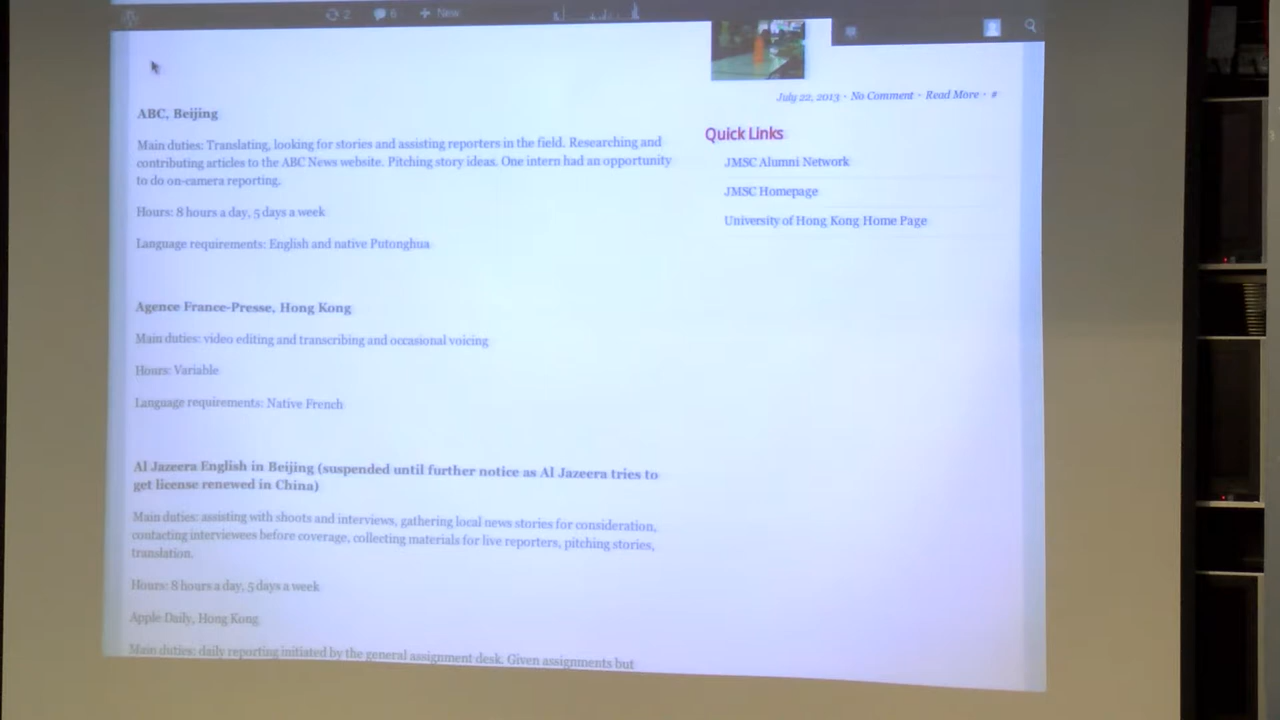 2
6
New
ABC, Beijing
Main duties: Translating, looking for stories and assisting reporters in the field. Researching and
contributing articles to the ABC News website. Pitching story ideas. One intern had an opportunity
to do on-camera reporting.
Hours: 8 hours a day, 5 days a week
Language requirements: English and native Putonghua
Agence France-Presse, Hong Kong
Main duties: video editing and transcribing and occasional voicing
Hours: Variable
Language requirements: Native French
Al Jazeera English in Beijing (suspended until further notice as Al Jazeera tries to
get license renewed in China)
Main duties: assisting with shoots and interviews, gathering local news stories for consideration,
contacting interviewees before coverage, collecting materials for live reporters, pitching stories,
translation.
Hours: 8 hours a day, 5 days a week
Apple Daily, Hong Kong
Main duties: daily reporting initiated by the general assignment desk. Given assignments but
July 22, 2013 · No Comment · Read More · #
Quick Links
JMSC Alumni Network
JMSC Homepage
University of Hong Kong Home Page